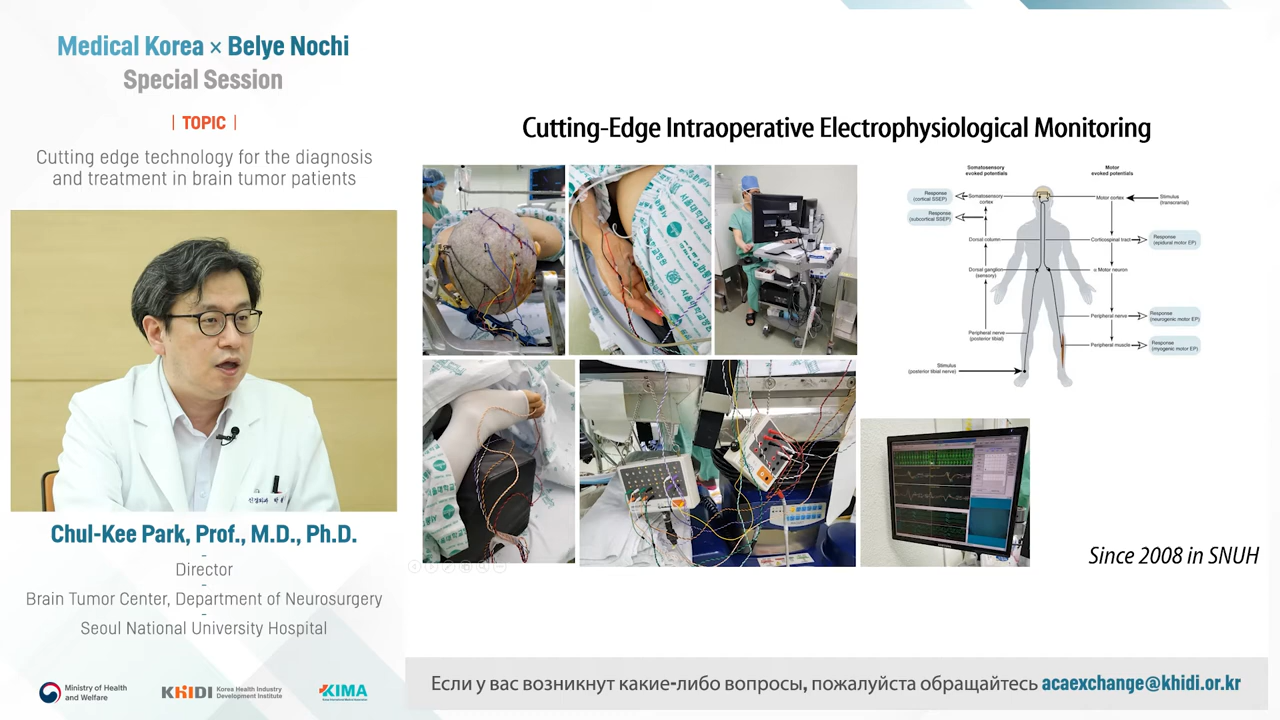 Medical Korea × Belye Nochi
Special Session
| TOPIC |
Cutting edge technology for the diagnosis
and treatment in brain tumor patients
Chul-Kee Park, Prof., M.D., Ph.D.
-
Director
-
Brain Tumor Center, Department of Neurosurgery
-
Seoul National University Hospital
Ministry of Health
and Welfare
KHIDI
Korea Health Industry
Development Institute
KIMA
Cutting-Edge Intraoperative Electrophysiological Monitoring
Somatosensory
evoked potentials
Motor
evoked potentials
Response
(cortical SSEP)
Somatosensory
cortex
Motor cortex
Stimulus
(transcranial)
Response
(subcortical SSEP)
Dorsal column
Corticospinal tract
Response
(epidural motor EP)
Dorsal ganglion
(sensory)
α Motor neuron
Peripheral nerve
Response
(neurogenic motor EP)
Peripheral nerve
(posterior tibial)
Peripheral muscle
Response
(myogenic motor EP)
Stimulus
(posterior tibial nerve)
Since 2008 in SNUH
Если у вас возникнут какие-либо вопросы, пожалуйста обращайтесь acaexchange@khidi.or.kr